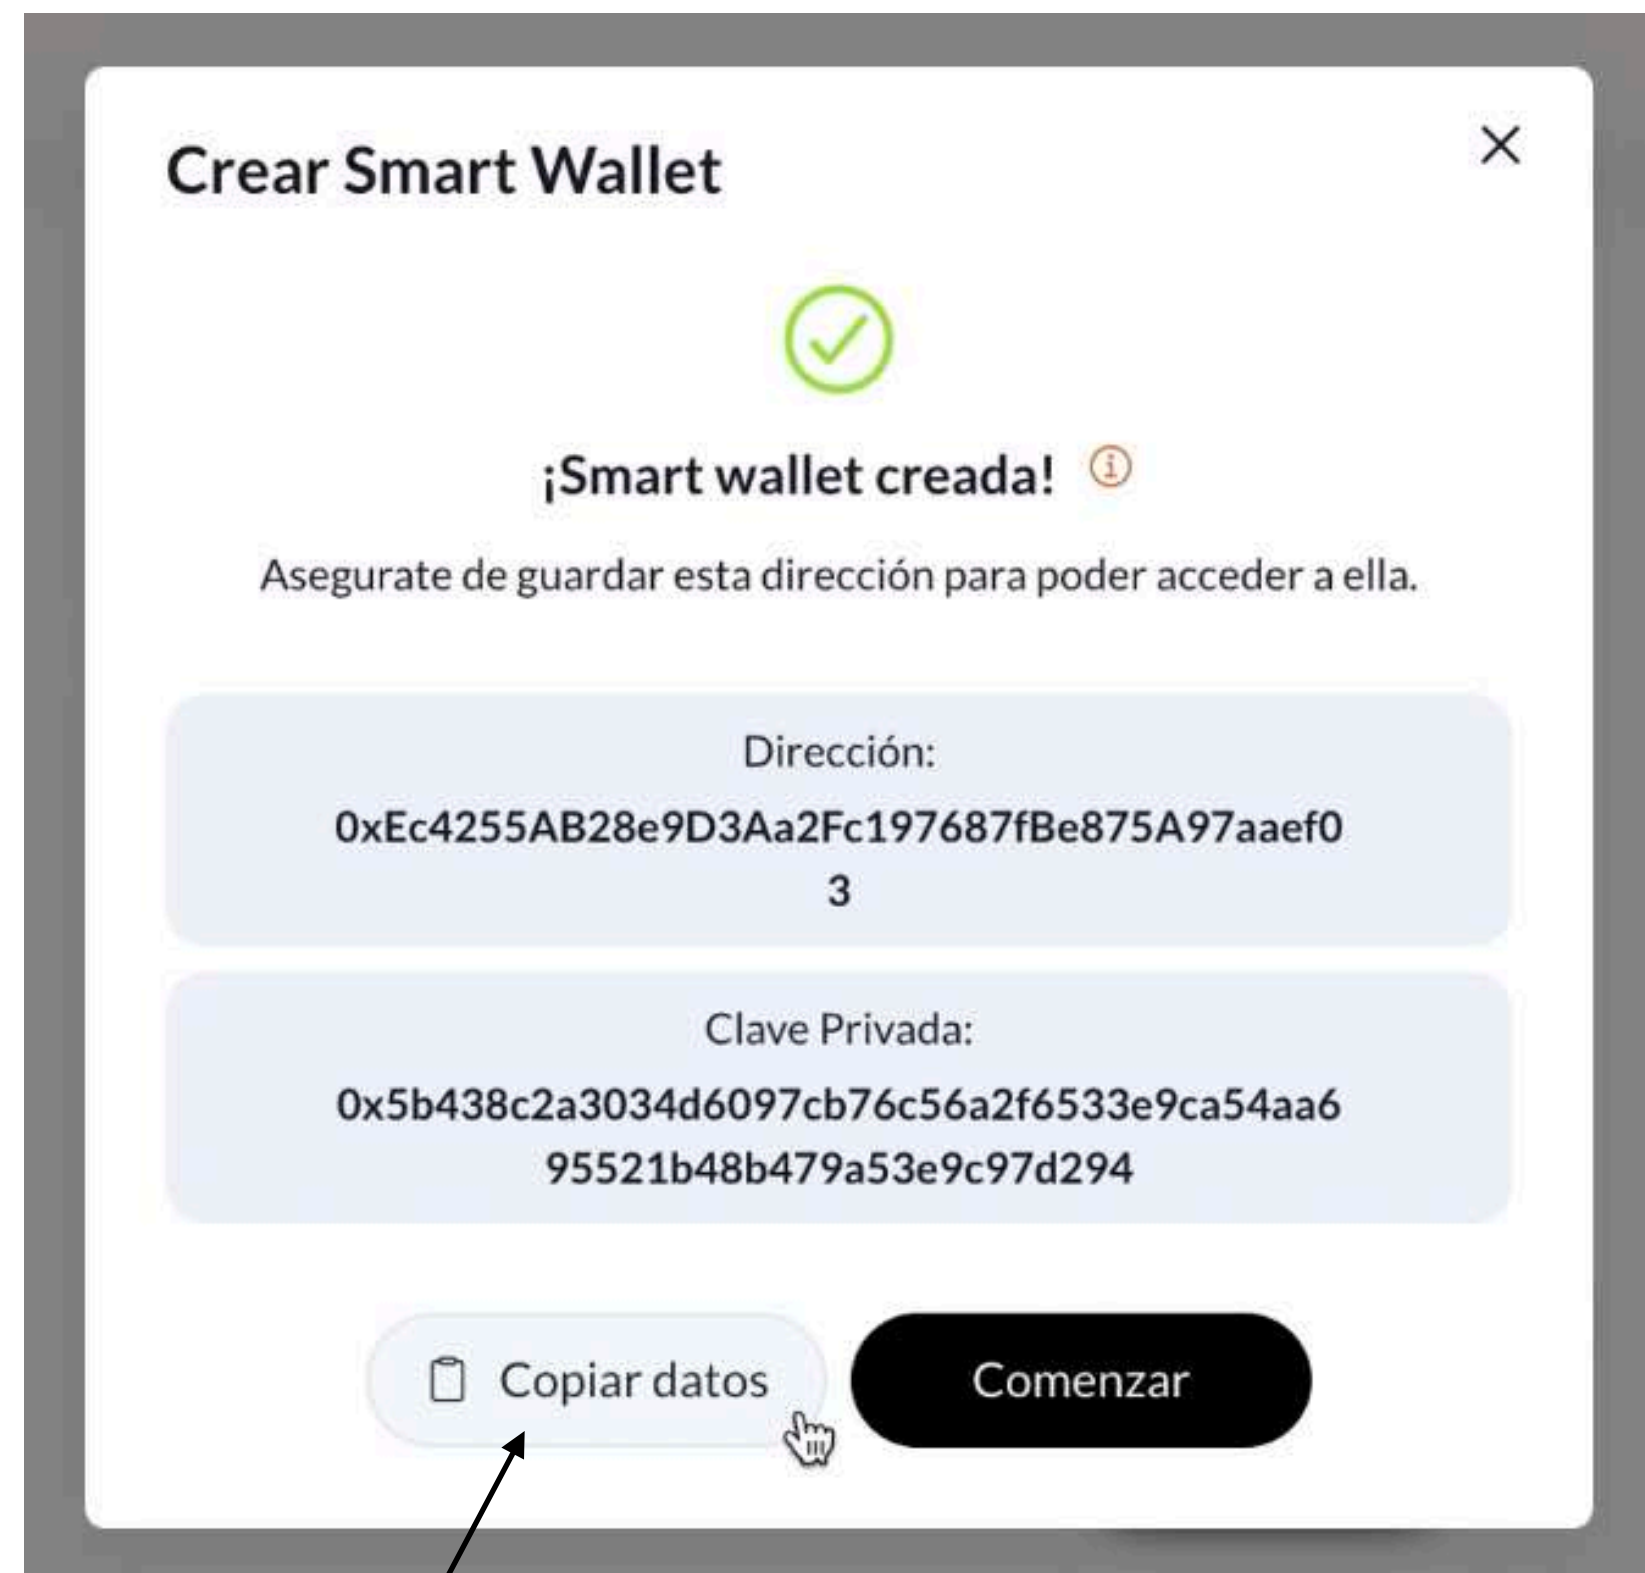 Crear Smart Wallet
¡Smart wallet creada!
Asegurate de guardar esta dirección para poder acceder a ella.
Dirección:
0xEc4255AB28e9D3Aa2Fc197687fBe875A97aaef0
3
Clave Privada:
0x5b438c2a3034d6097cb76c56a2f6533e9ca54aa6
95521b48b479a53e9c97d294
Copiar datos
Comenzar